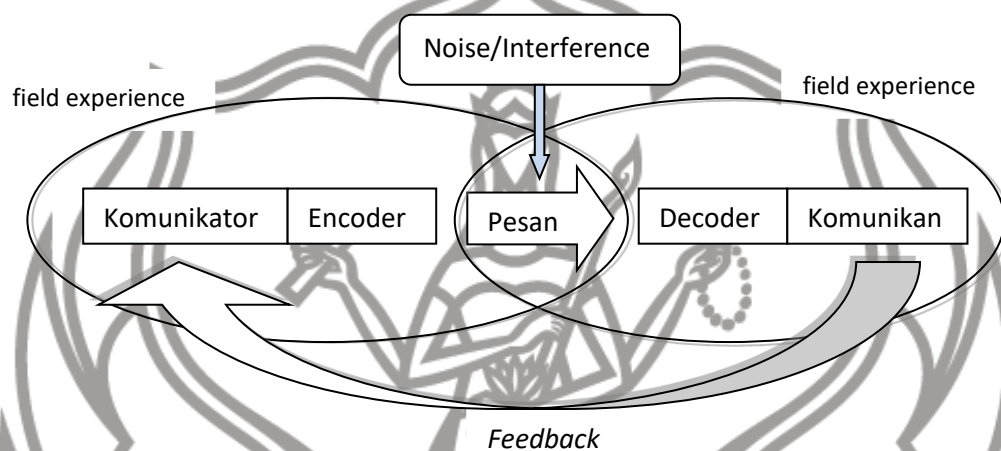 Noise/Interference
field experience
field experience
Komunikator
Encoder
Pesan
Decoder
Komunikan
Feedback